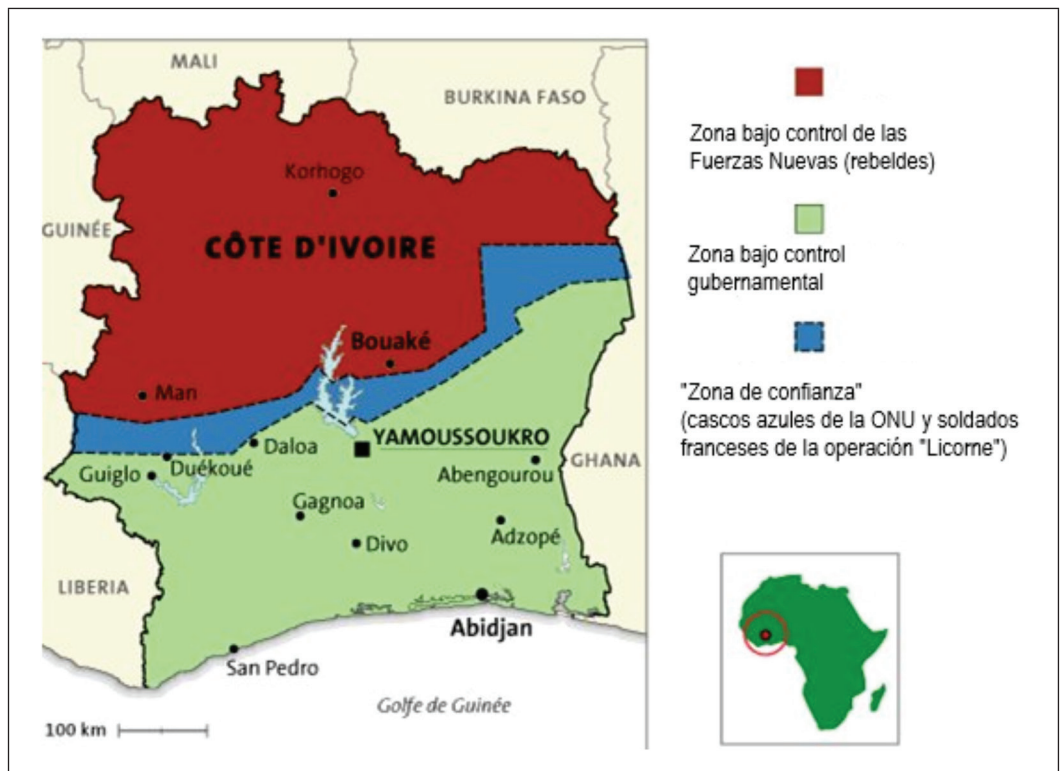 MALI
BURKINA FASO
Korhogo
GUINÉE
CÔTE D'IVOIRE
Bouaké
Man
YAMOUSSOUKRO
Daloa
Duékoué
Guiglo
Abengourou
GHANA
Gagnoa
Adzopé
Divo
LIBERIA
Abidjan
San Pedro
Golfe de Guinée
100 km
Zona bajo control de las
Fuerzas Nuevas (rebeldes)
Zona bajo control
gubernamental
"Zona de confianza"
(cascos azules de la ONU y soldados
franceses de la operación "Licorne")